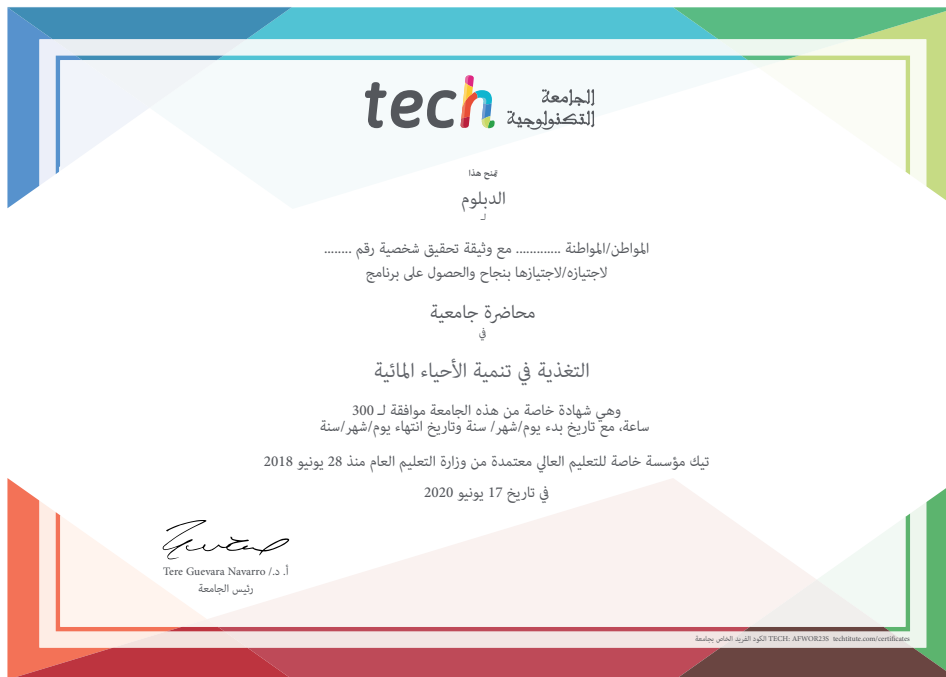 tech الجامعة
التكنولوجية
تمنح هذا
الدبلوم
لـ
المواطن/المواطنة ............. مع وثيقة تحقيق شخصية رقم ........
لاجتيازه/لاجتيازها بنجاح والحصول على برنامج
محاضرة جامعية
في
التغذية في تنمية الأحياء المائية
وهي شهادة خاصة من هذه الجامعة موافقة لـ 300
ساعة، مع تاريخ بدء يوم/شهر/ سنة وتاريخ انتهاء يوم/شهر/سنة
تيك مؤسسة خاصة للتعليم العالي معتمدة من وزارة التعليم العام منذ 28 يونيو 2018
في تاريخ 17 يونيو 2020
أ. د./ Tere Guevara Navarro
رئيس الجامعة
الكود الفريد الخاص بجامعة TECH: AFWOR23S techtitute.com/certificates